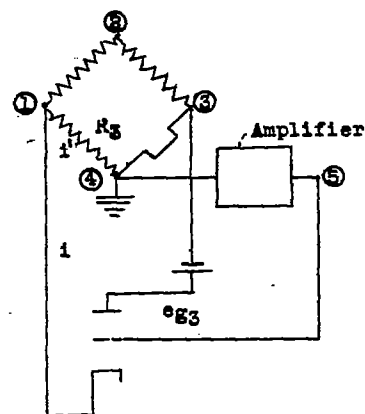 ②
① ③
R₃
Amplifier
i'
④ ⑤
i
eg₃